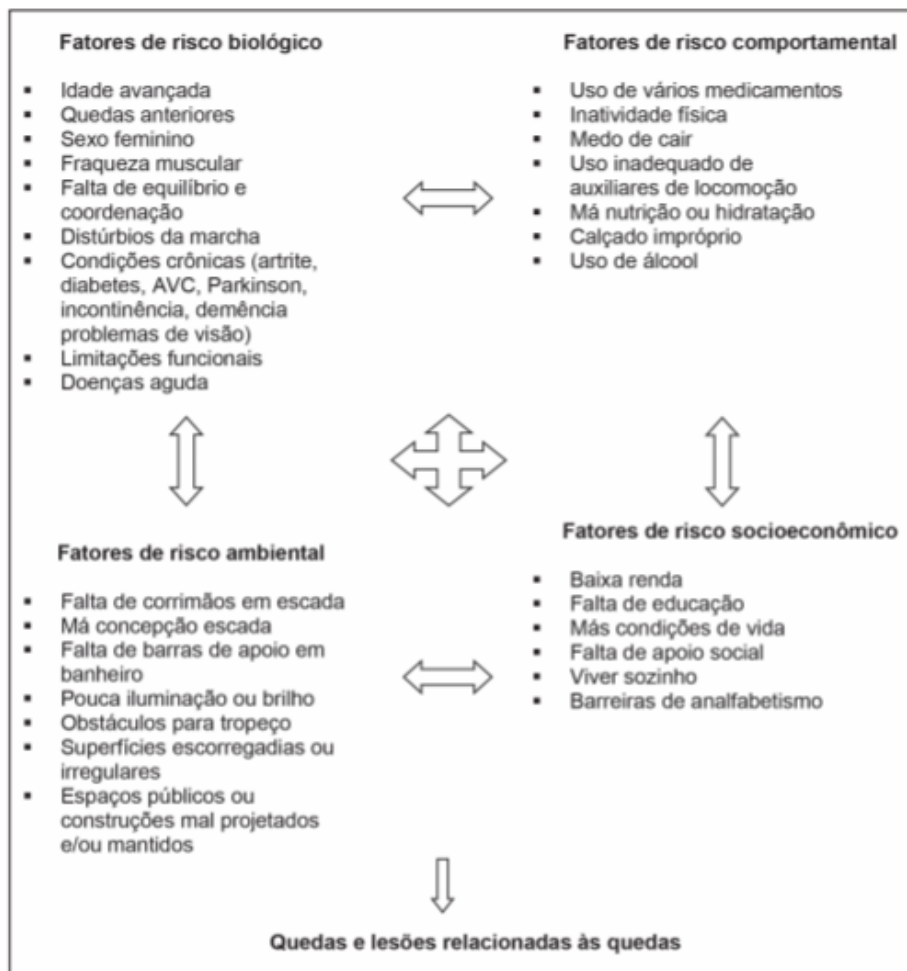 Fatores de risco biológico
▪ Idade avançada
▪ Quedas anteriores
▪ Sexo feminino
▪ Fraqueza muscular
▪ Falta de equilíbrio e
coordenação
▪ Distúrbios da marcha
▪ Condições crônicas (artrite,
diabetes, AVC, Parkinson,
incontinência, demência
problemas de visão)
▪ Limitações funcionais
▪ Doenças aguda
Fatores de risco comportamental
▪ Uso de vários medicamentos
▪ Inatividade física
▪ Medo de cair
▪ Uso inadequado de
auxiliares de locomoção
▪ Má nutrição ou hidratação
▪ Calçado impróprio
▪ Uso de álcool
Fatores de risco ambiental
▪ Falta de corrimãos em escada
▪ Má concepção escada
▪ Falta de barras de apoio em
banheiro
▪ Pouca iluminação ou brilho
▪ Obstáculos para tropeço
▪ Superfícies escorregadias ou
irregulares
▪ Espaços públicos ou
construções mal projetados
e/ou mantidos
Fatores de risco socioeconômico
▪ Baixa renda
▪ Falta de educação
▪ Más condições de vida
▪ Falta de apoio social
▪ Viver sozinho
▪ Barreiras de analfabetismo
Quedas e lesões relacionadas às quedas